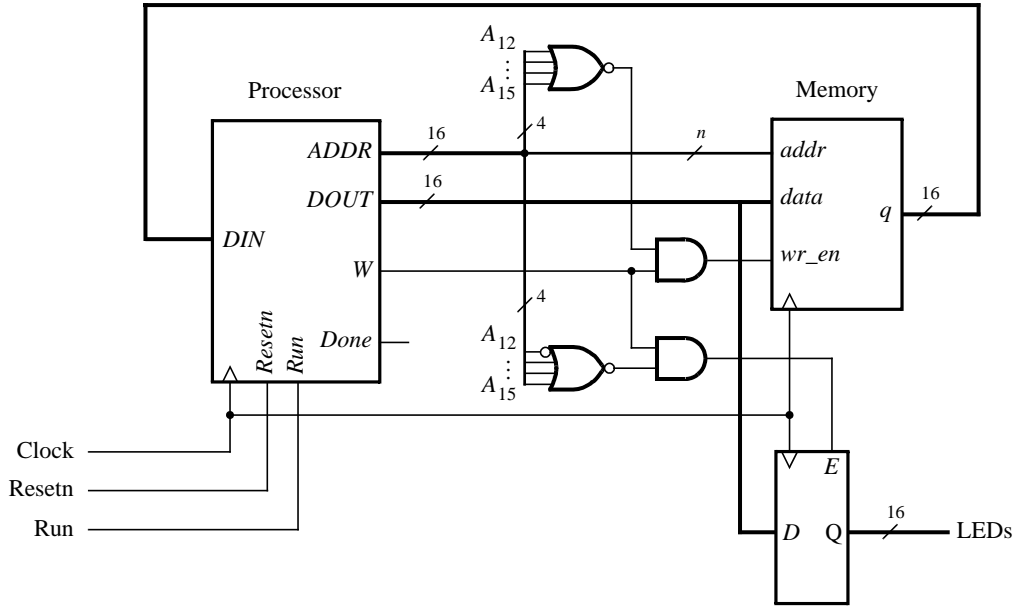 A12
⋮
A15
Processor
Memory
16
4
n
ADDR
addr
16
DOUT
data
16
q
DIN
wr_en
W
4
Resetn
Run
Done
A12
⋮
A15
Clock
E
Resetn
16
Run
D
Q
LEDs